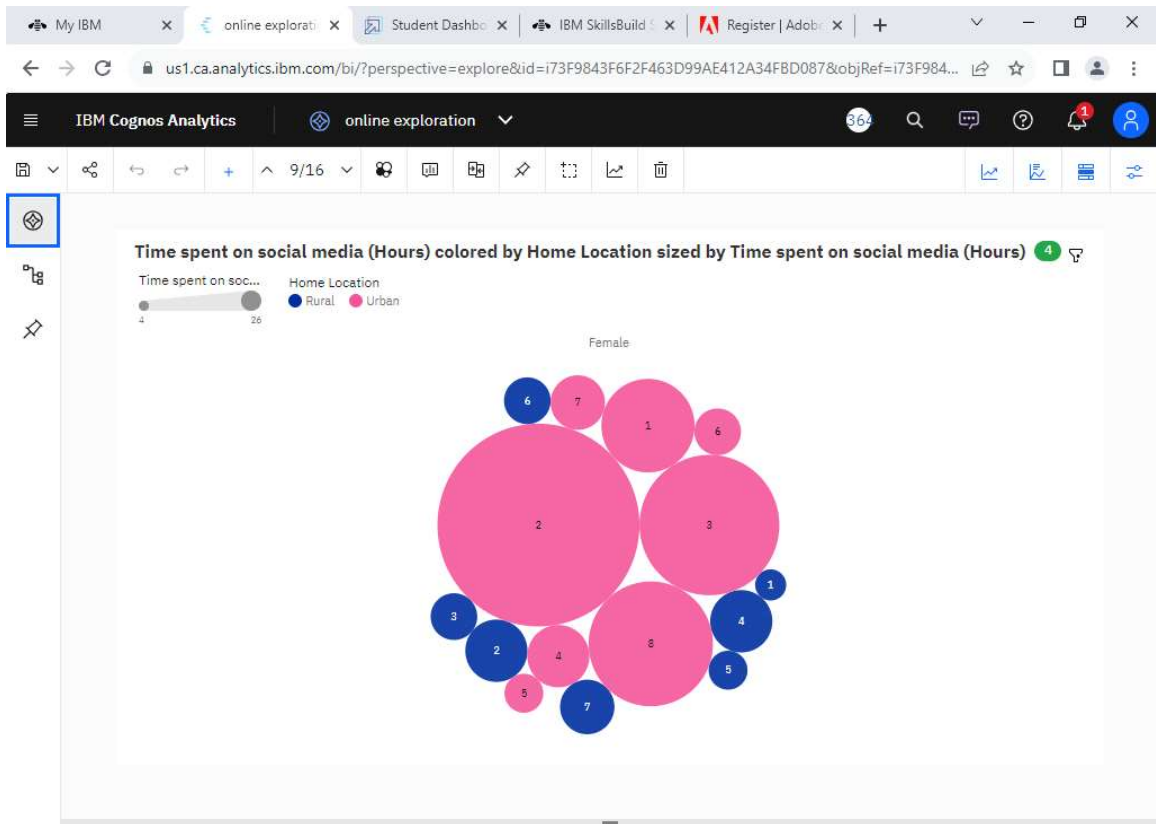 My IBM online explorati Student Dashbo IBM SkillsBuild S Register | Adobe
us1.ca.analytics.ibm.com/bi/?perspective=explore&id=i73F9843F6F2F463D99AE412A34FBD087&objRef=i73F984...
IBM Cognos Analytics online exploration 364 1
9/16
Time spent on social media (Hours) colored by Home Location sized by Time spent on social media (Hours) 4
Time spent on soc... Home Location
Rural Urban
4 26
Female
6 7
1
6
2 3
1
3
4
2
4 8
5
5
7